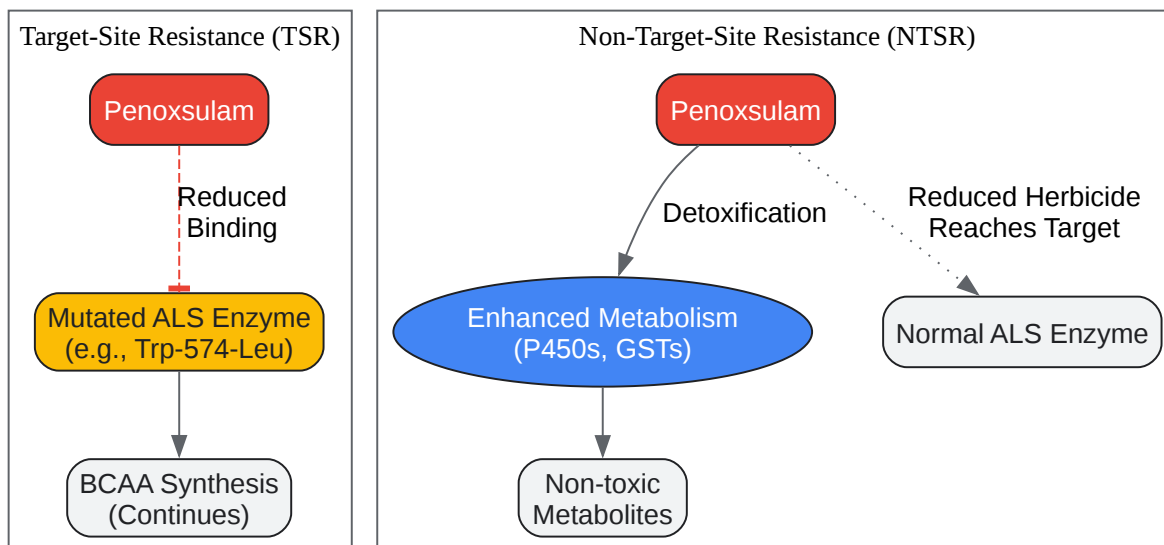 Target-Site Resistance (TSR)
Penoxsulam
Reduced
Binding
Mutated ALS Enzyme
(e.g., Trp-574-Leu)
BCAA Synthesis
(Continues)
Non-Target-Site Resistance (NTSR)
Penoxsulam
Detoxification
Reduced Herbicide
Reaches Target
Enhanced Metabolism
(P450s, GSTs)
Normal ALS Enzyme
Non-toxic
Metabolites